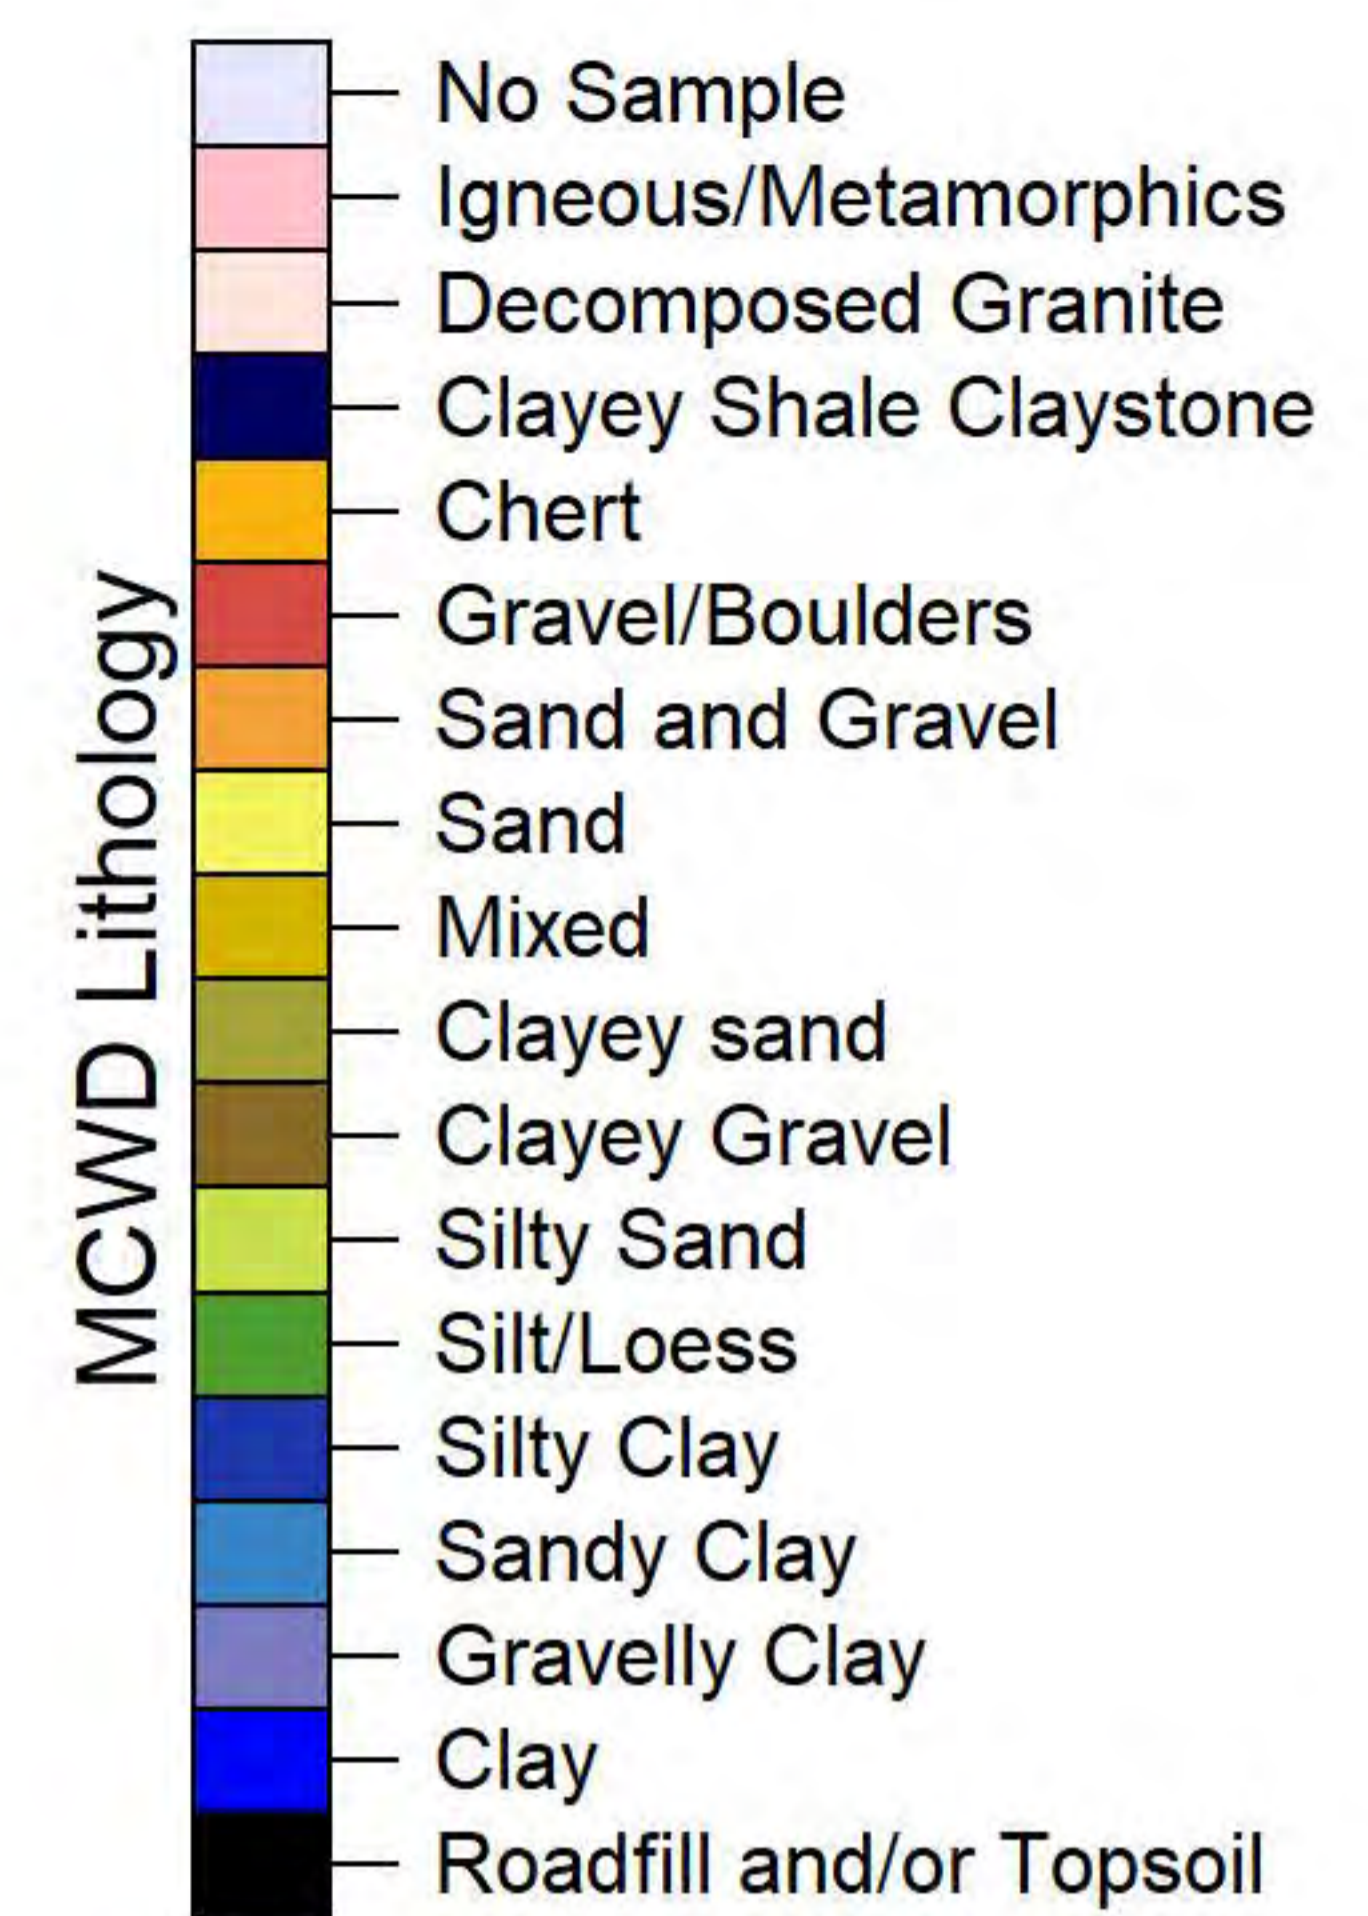 MCWD Lithology
No Sample
Igneous/Metamorphics
Decomposed Granite
Clayey Shale Claystone
Chert
Gravel/Boulders
Sand and Gravel
Sand
Mixed
Clayey sand
Clayey Gravel
Silty Sand
Silt/Loess
Silty Clay
Sandy Clay
Gravelly Clay
Clay
Roadfill and/or Topsoil